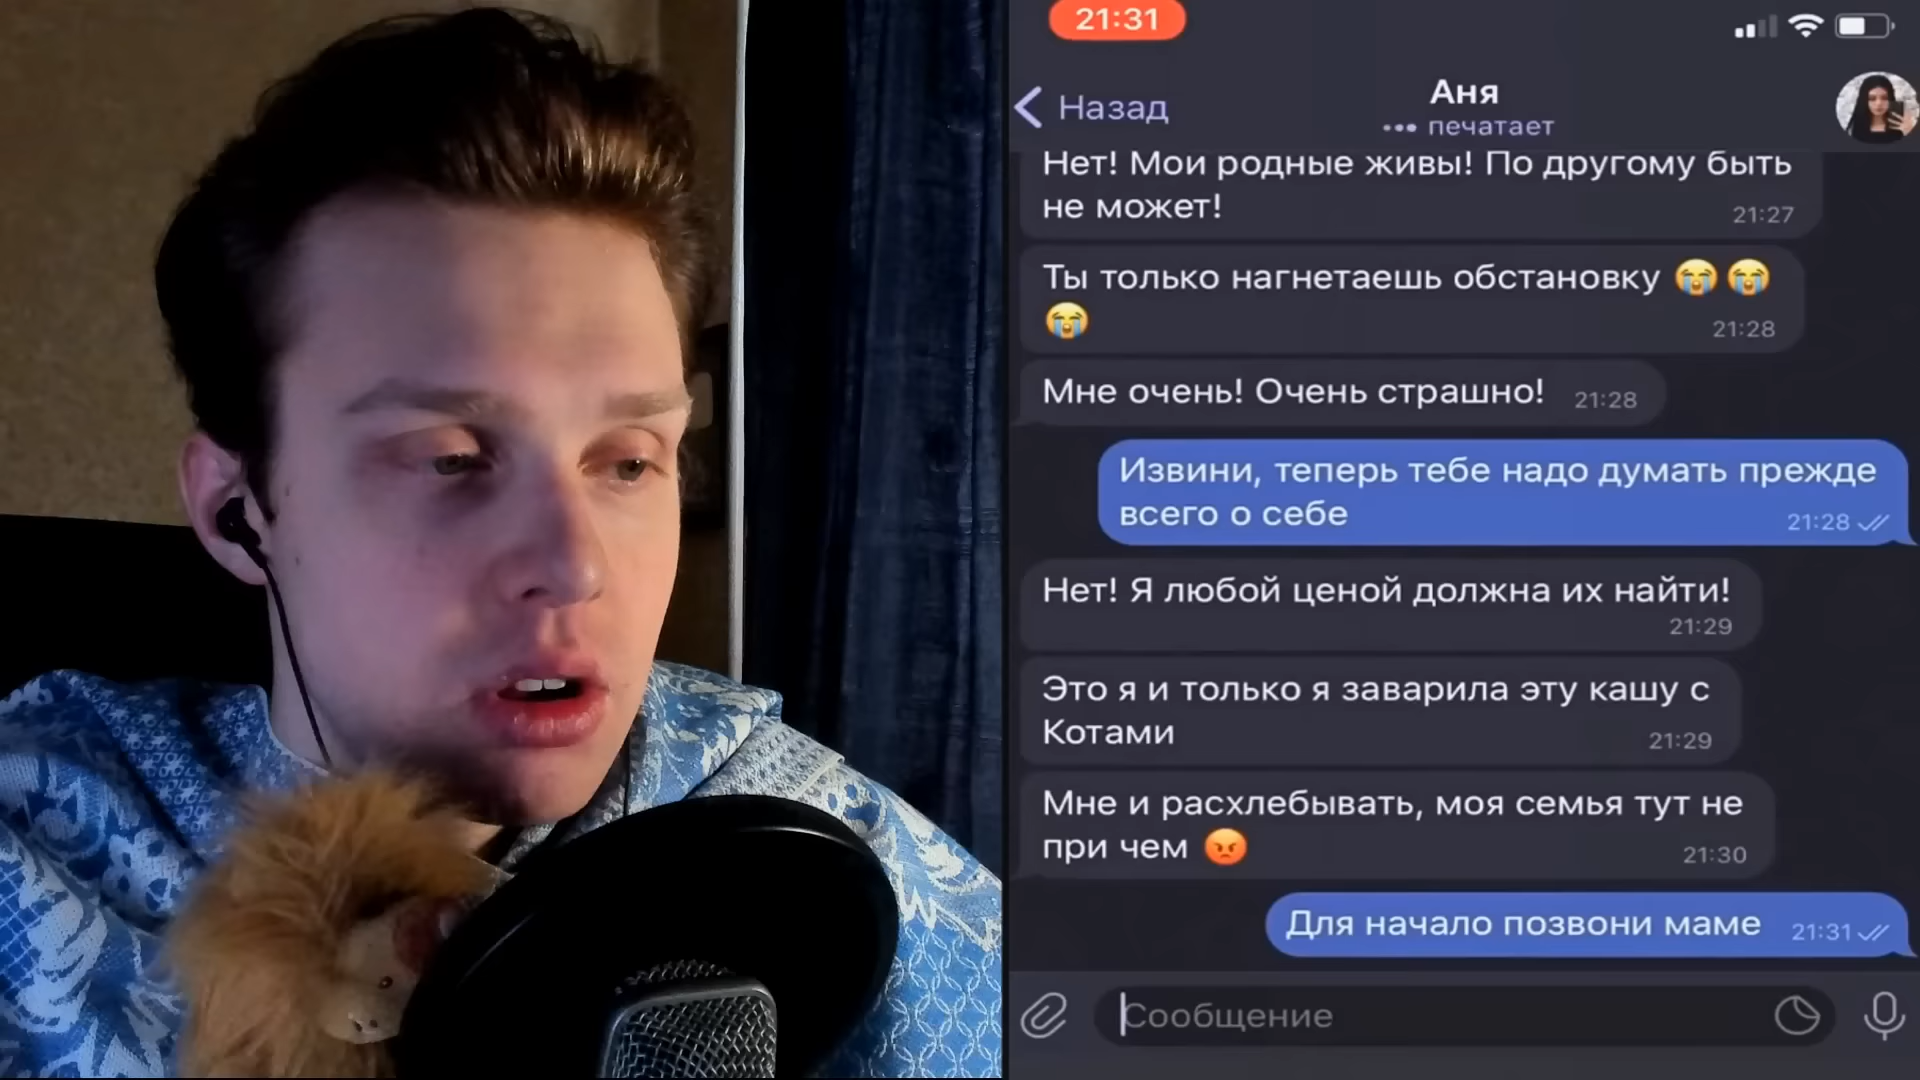 21:31
Назад
Аня
печатает
Нет! Мои родные живы! По другому быть
не может!
21:27
Ты только нагнетаешь обстановку 😭😭
😭
21:28
Мне очень! Очень страшно!
21:28
Извини, теперь тебе надо думать прежде
всего о себе
21:28
Нет! Я любой ценой должна их найти!
21:29
Это я и только я заварила эту кашу с
Котами
21:29
Мне и расхлебывать, моя семья тут не
при чем 😡
21:30
Для начало позвони маме
21:31
Сообщение